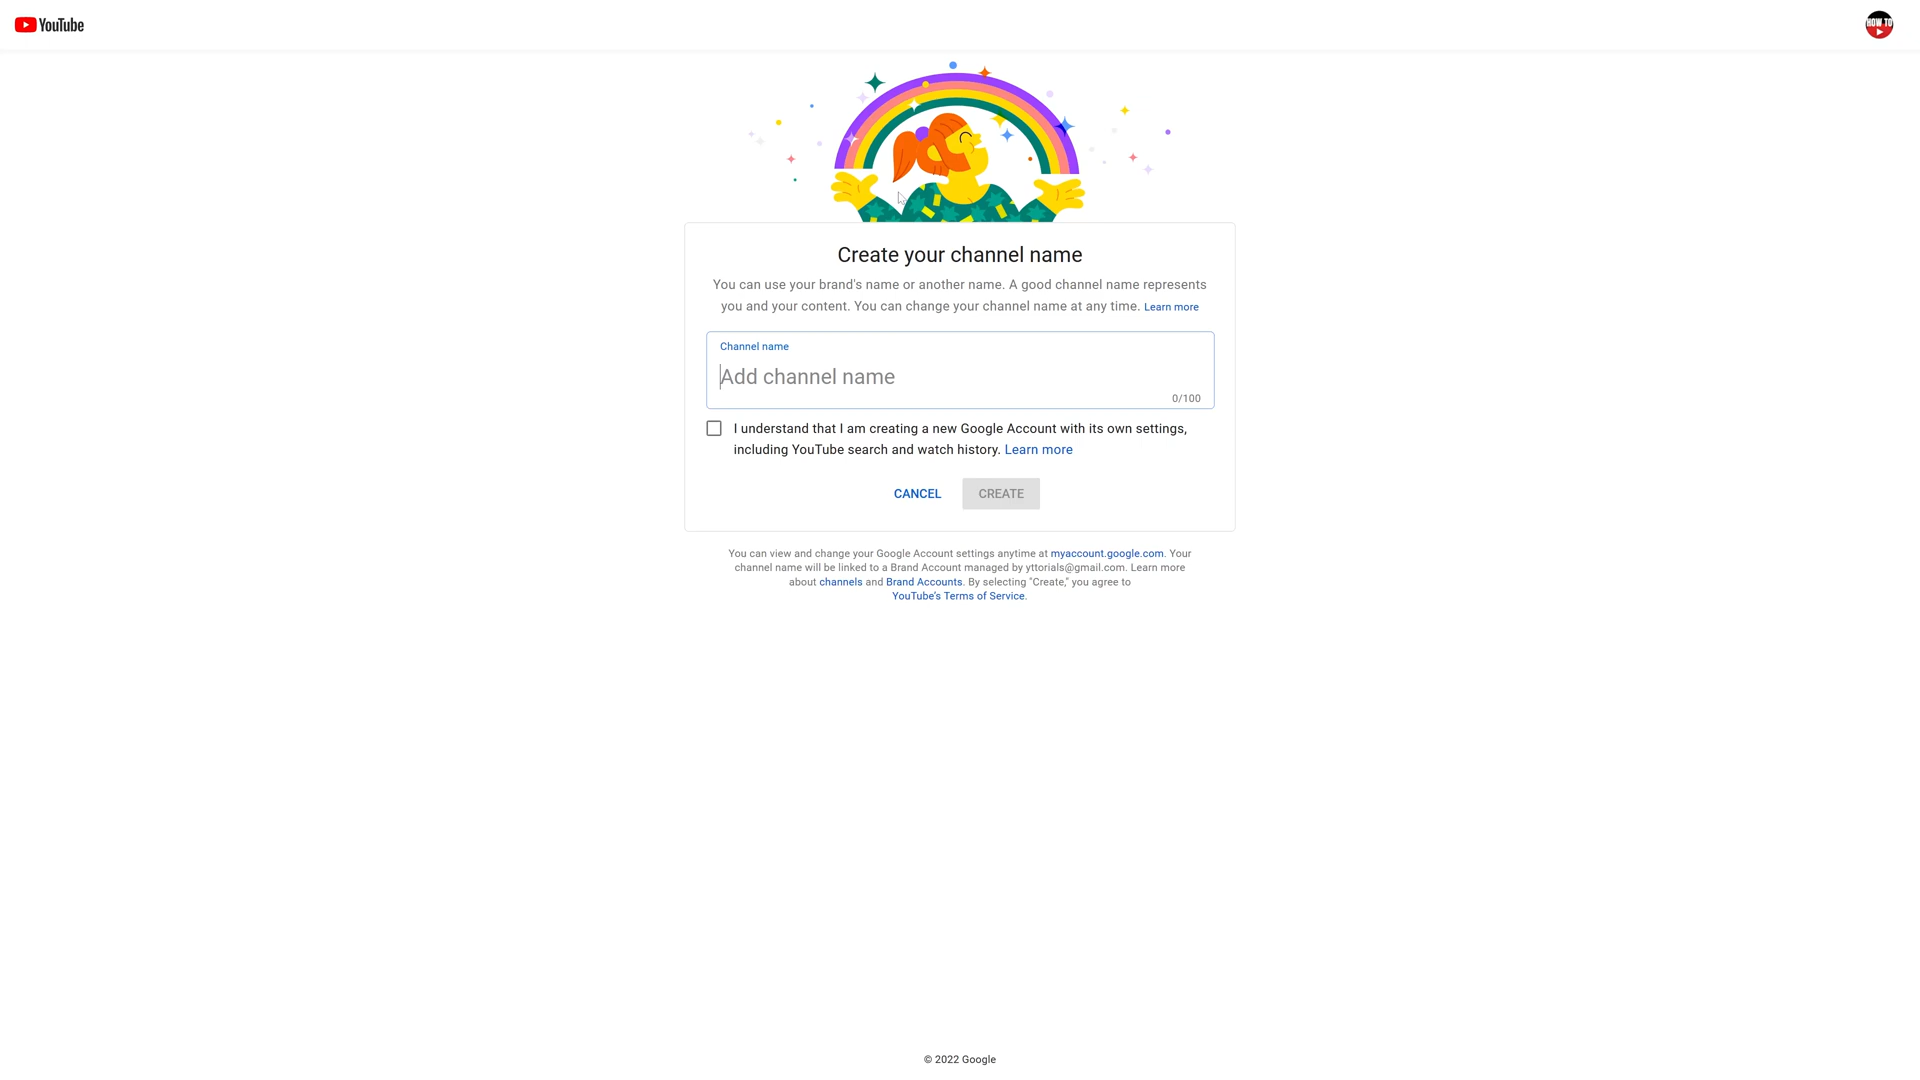 YouTube
HOW TO
Create your channel name
You can use your brand's name or another name. A good channel name represents
you and your content. You can change your channel name at any time. Learn more
Channel name
Add channel name
0/100
I understand that I am creating a new Google Account with its own settings,
including YouTube search and watch history. Learn more
CANCEL CREATE
You can view and change your Google Account settings anytime at myaccount.google.com. Your
channel name will be linked to a Brand Account managed by yttorials@gmail.com. Learn more
about channels and Brand Accounts. By selecting "Create," you agree to
YouTube's Terms of Service.
© 2022 Google